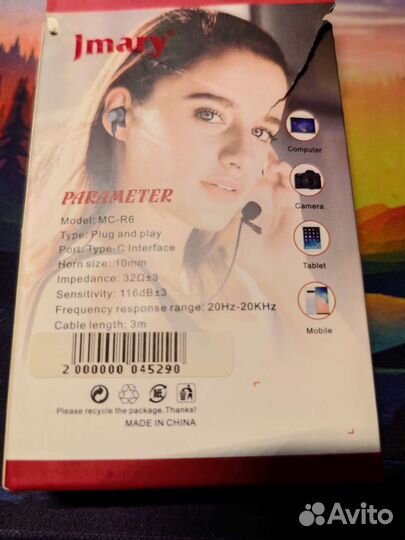 Jmary®
Computer
PARAMETER
Model: MC-R6
Type: Plug and play
Camera
Port: Type-C Interface
Horn size: 10mm
Impedance: 32Ω±3
Sensitivity: 116dB±3
Tablet
Frequency response range: 20Hz-20KHz
Cable length: 3m
Mobile
2 000000 045290
Please recycle the package.Thanks!
MADE IN CHINA
Avito